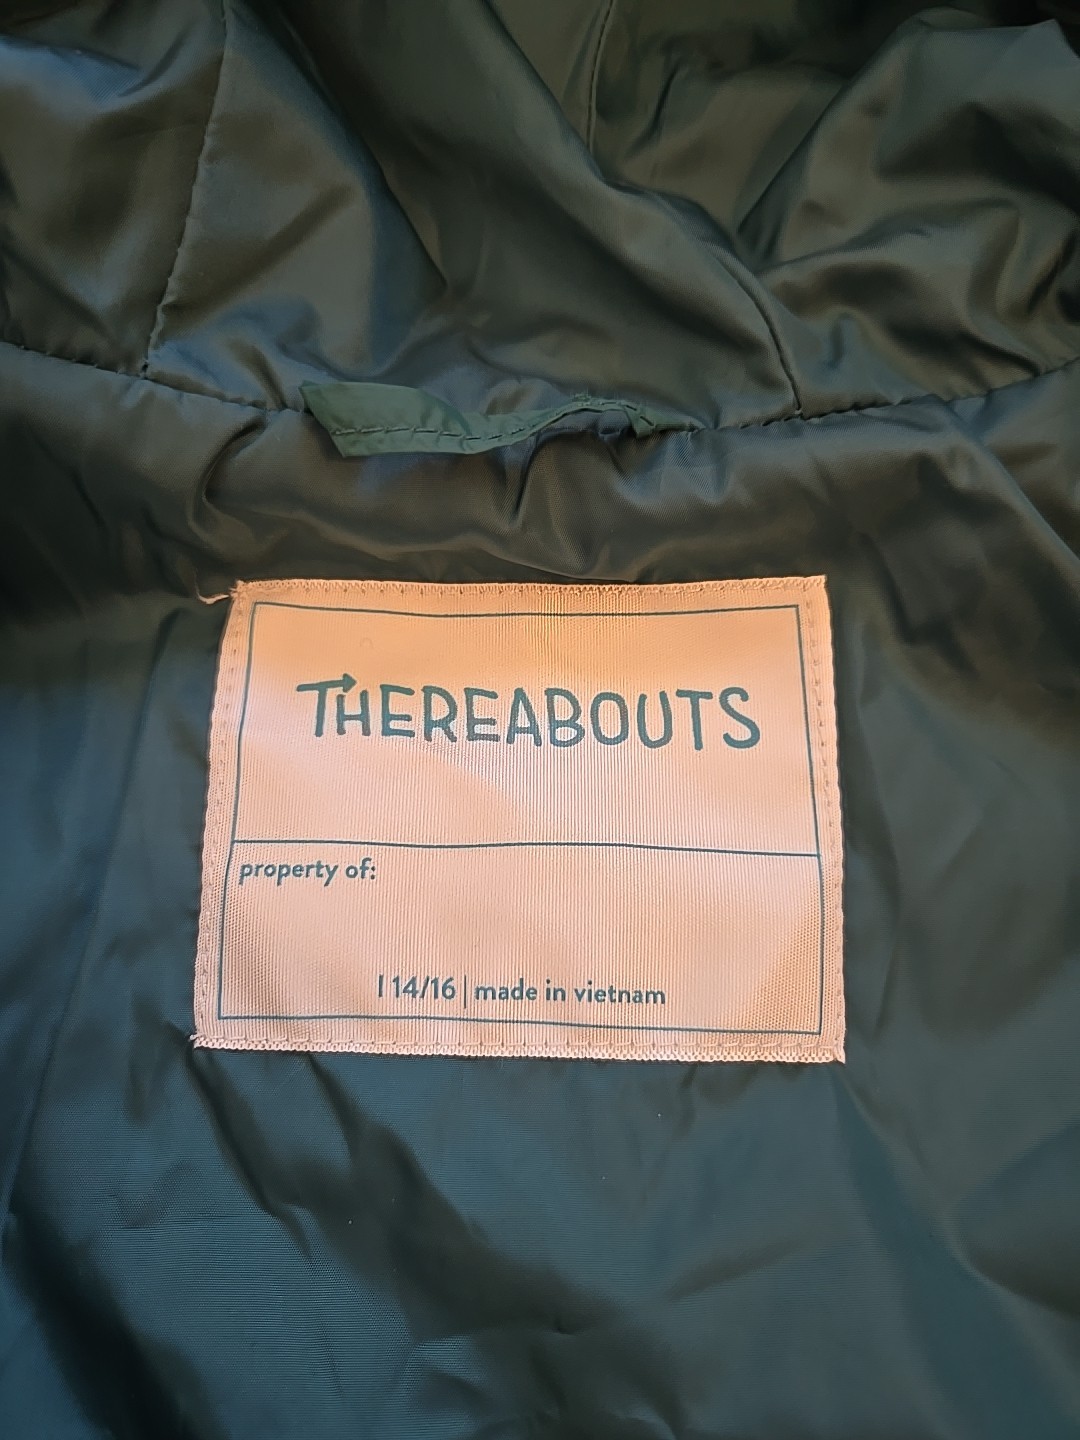 THEREABOUTS
property of:
l 14/16 | made in vietnam